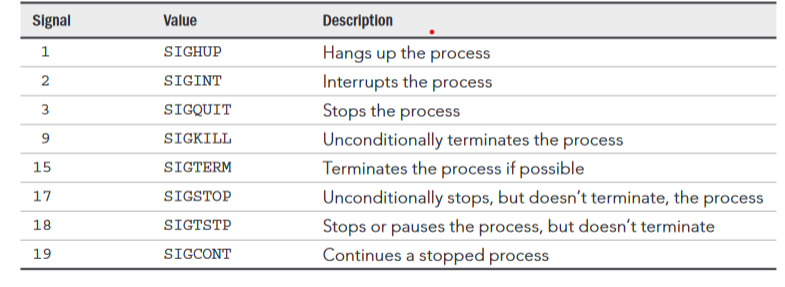 Signal Value Description
1 SIGHUP Hangs up the process
2 SIGINT Interrupts the process
3 SIGQUIT Stops the process
9 SIGKILL Unconditionally terminates the process
15 SIGTERM Terminates the process if possible
17 SIGSTOP Unconditionally stops, but doesn’t terminate, the process
18 SIGTSTP Stops or pauses the process, but doesn’t terminate
19 SIGCONT Continues a stopped process